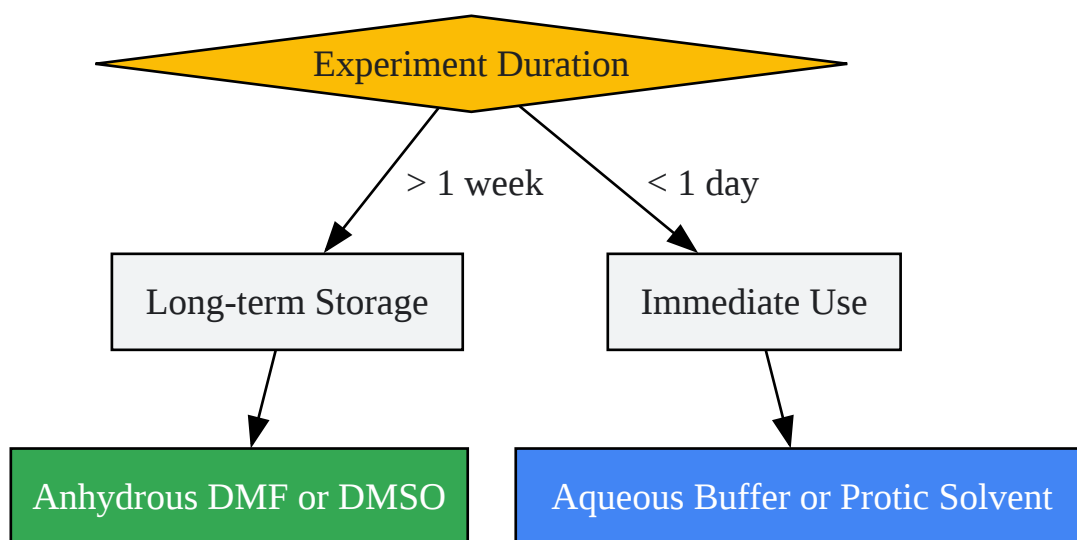 Experiment Duration
> 1 week
< 1 day
Long-term Storage
Immediate Use
Anhydrous DMF or DMSO
Aqueous Buffer or Protic Solvent